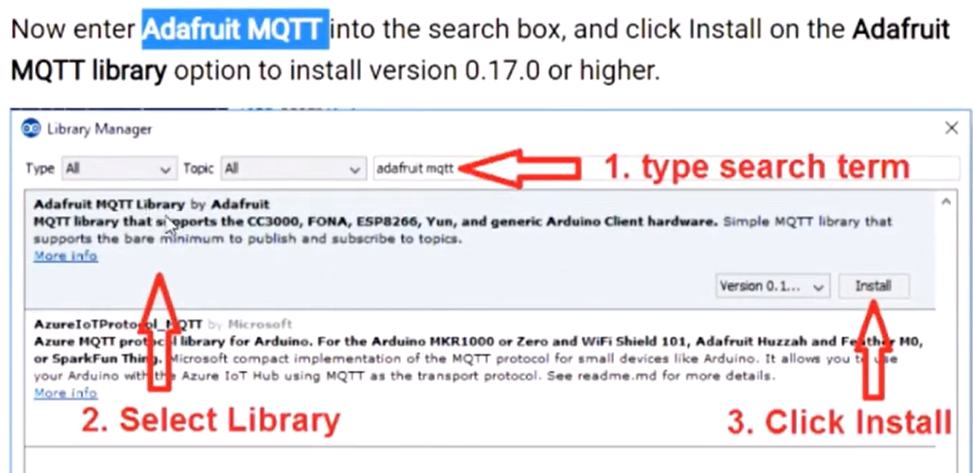 Now enter Adafruit MQTT into the search box, and click Install on the Adafruit
MQTT library option to install version 0.17.0 or higher.
Library Manager
Type All Topic All adafruit mqtt 1. type search term
Adafruit MQTT Library by Adafruit
MQTT library that supports the CC3000, FONA, ESP8266, Yun, and generic Arduino Client hardware. Simple MQTT library that
supports the bare minimum to publish and subscribe to topics.
More info
Version 0.1... Install
AzureIoTProtocol_MQTT by Microsoft
Azure MQTT protocol library for Arduino. For the Arduino MKR1000 or Zero and WiFi Shield 101, Adafruit Huzzah and Feather M0,
or SparkFun Thing. Microsoft compact implementation of the MQTT protocol for small devices like Arduino. It allows you to use
your Arduino with the Azure IoT Hub using MQTT as the transport protocol. See readme.md for more details.
More info
2. Select Library 3. Click Install